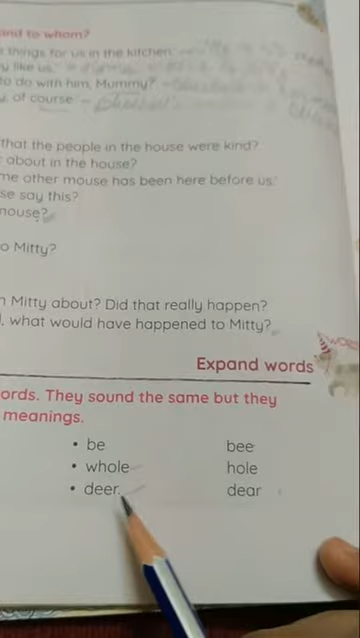 and to whom?
things for us in the kitchen.
y like us.
to do with him, Mummy?
, of course
that the people in the house were kind?
about in the house?
me other mouse has been here before us.'
se say this?
mouse?
o Mitty?
n Mitty about? Did that really happen?
, what would have happened to Mitty?
Expand words
ords. They sound the same but they
meanings.
• be bee
• whole hole
• deer. dear